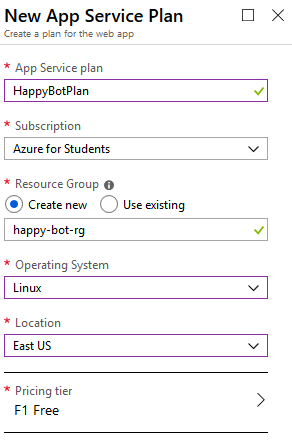 New App Service Plan
Create a plan for the web app
* App Service plan
HappyBotPlan
* Subscription
Azure for Students
* Resource Group
Create new Use existing
happy-bot-rg
* Operating System
Linux
* Location
East US
* Pricing tier
F1 Free